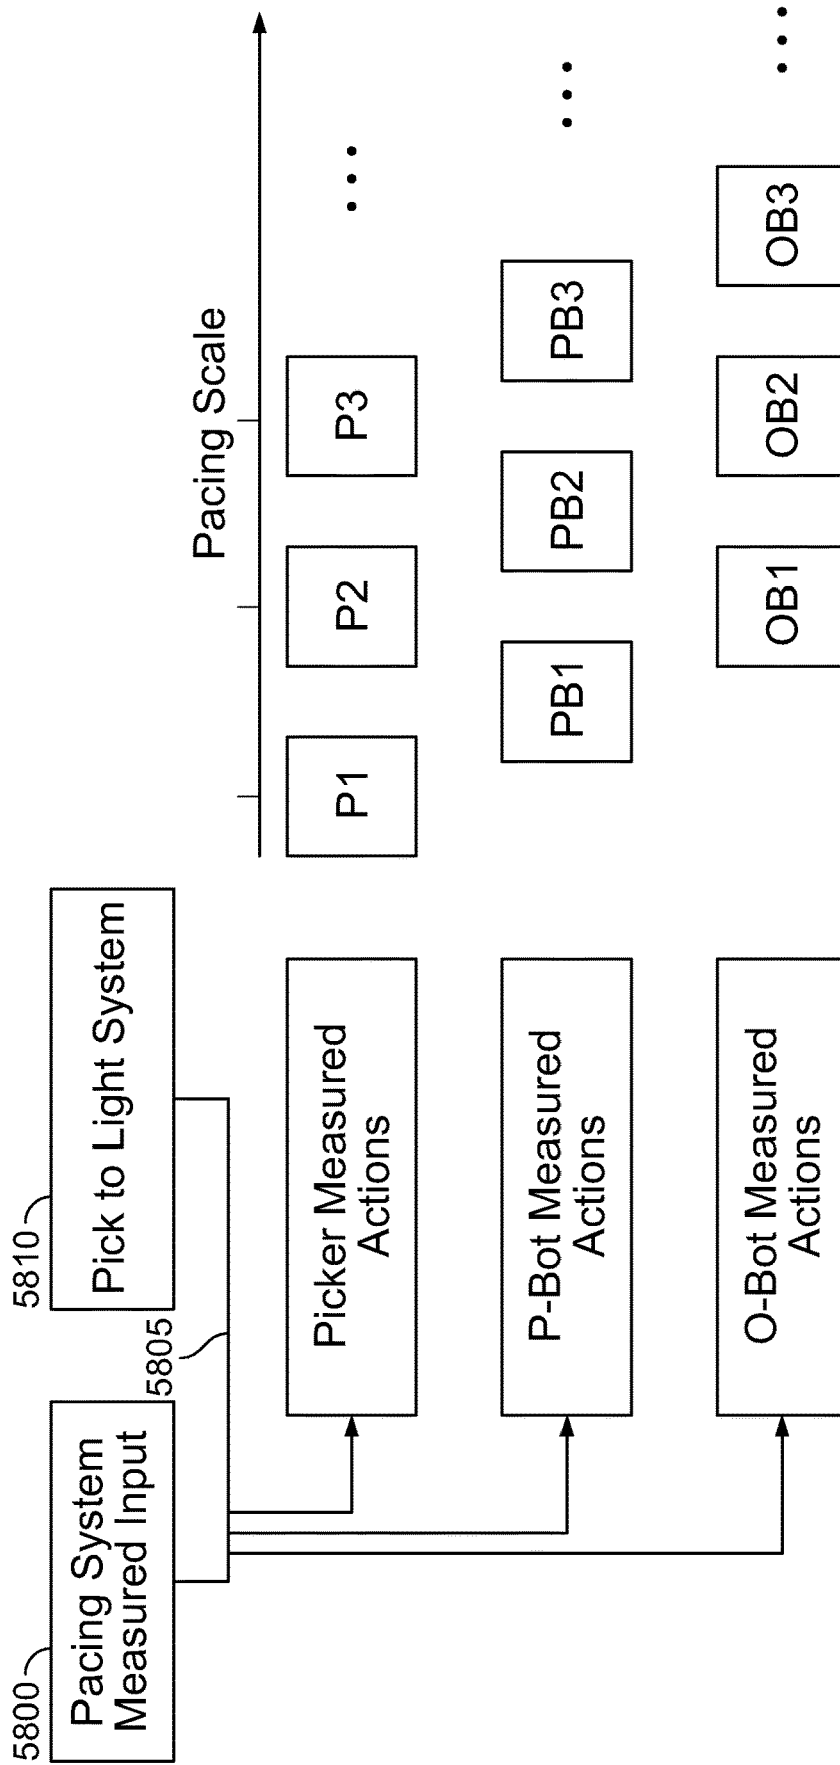 5800
5810
Pacing System
Measured Input
Pick to Light System
5805
Pacing Scale
Picker Measured
Actions
P1
P2
P3
P-Bot Measured
Actions
PB1
PB2
PB3
O-Bot Measured
Actions
OB1
OB2
OB3